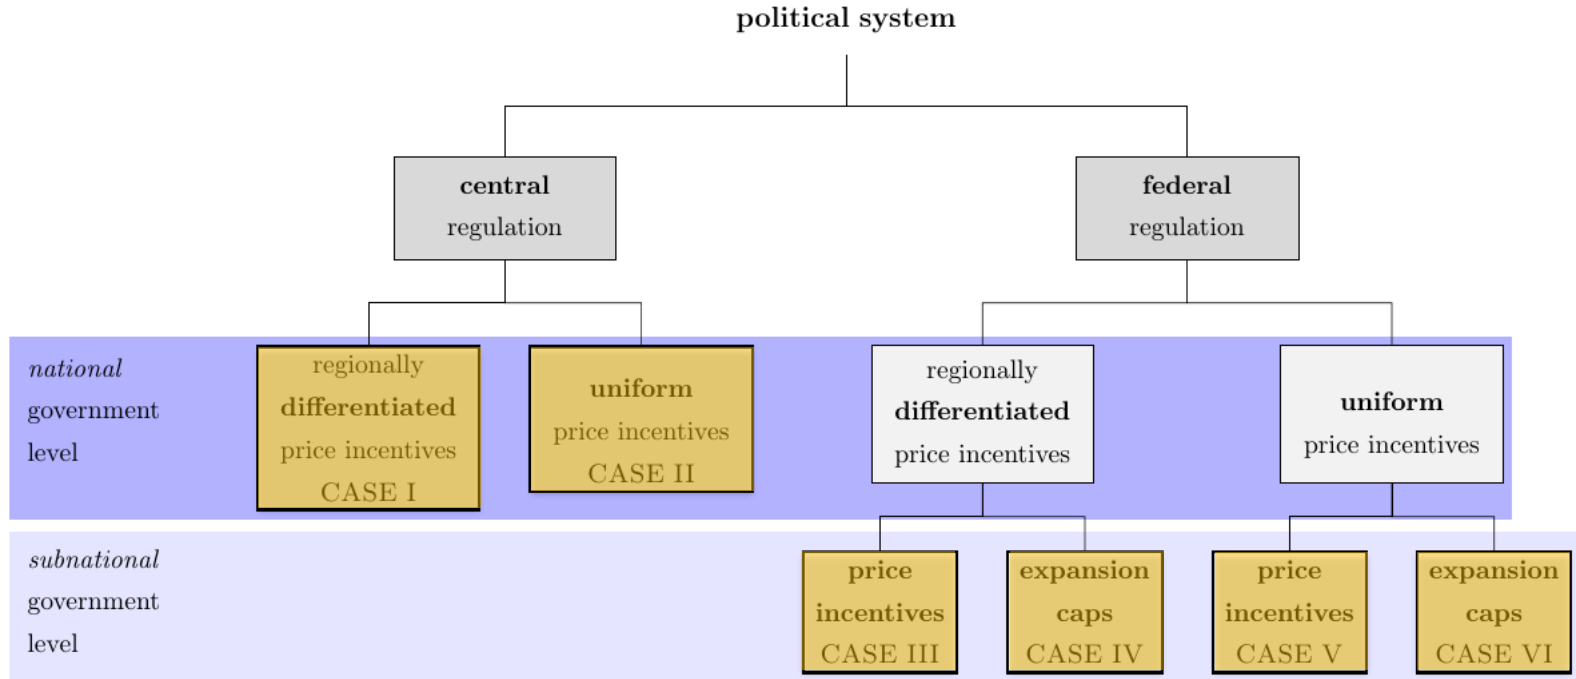 political system
central
regulation
federal
regulation
national
government
level
regionally
differentiated
price incentives
CASE I
uniform
price incentives
CASE II
regionally
differentiated
price incentives
uniform
price incentives
subnational
government
level
price
incentives
CASE III
expansion
caps
CASE IV
price
incentives
CASE V
expansion
caps
CASE VI